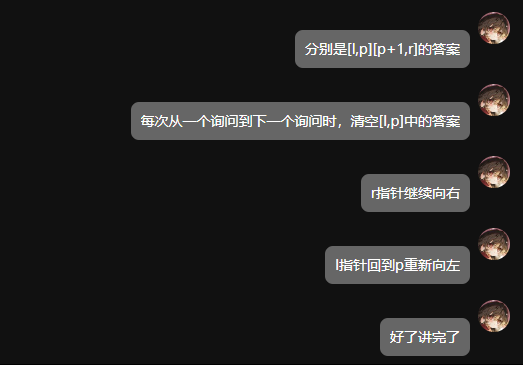 分别是[l,p][p+1,r]的答案
每次从一个询问到下一个询问时，清空[l,p]中的答案
r指针继续向右
l指针回到p重新向左
好了讲完了